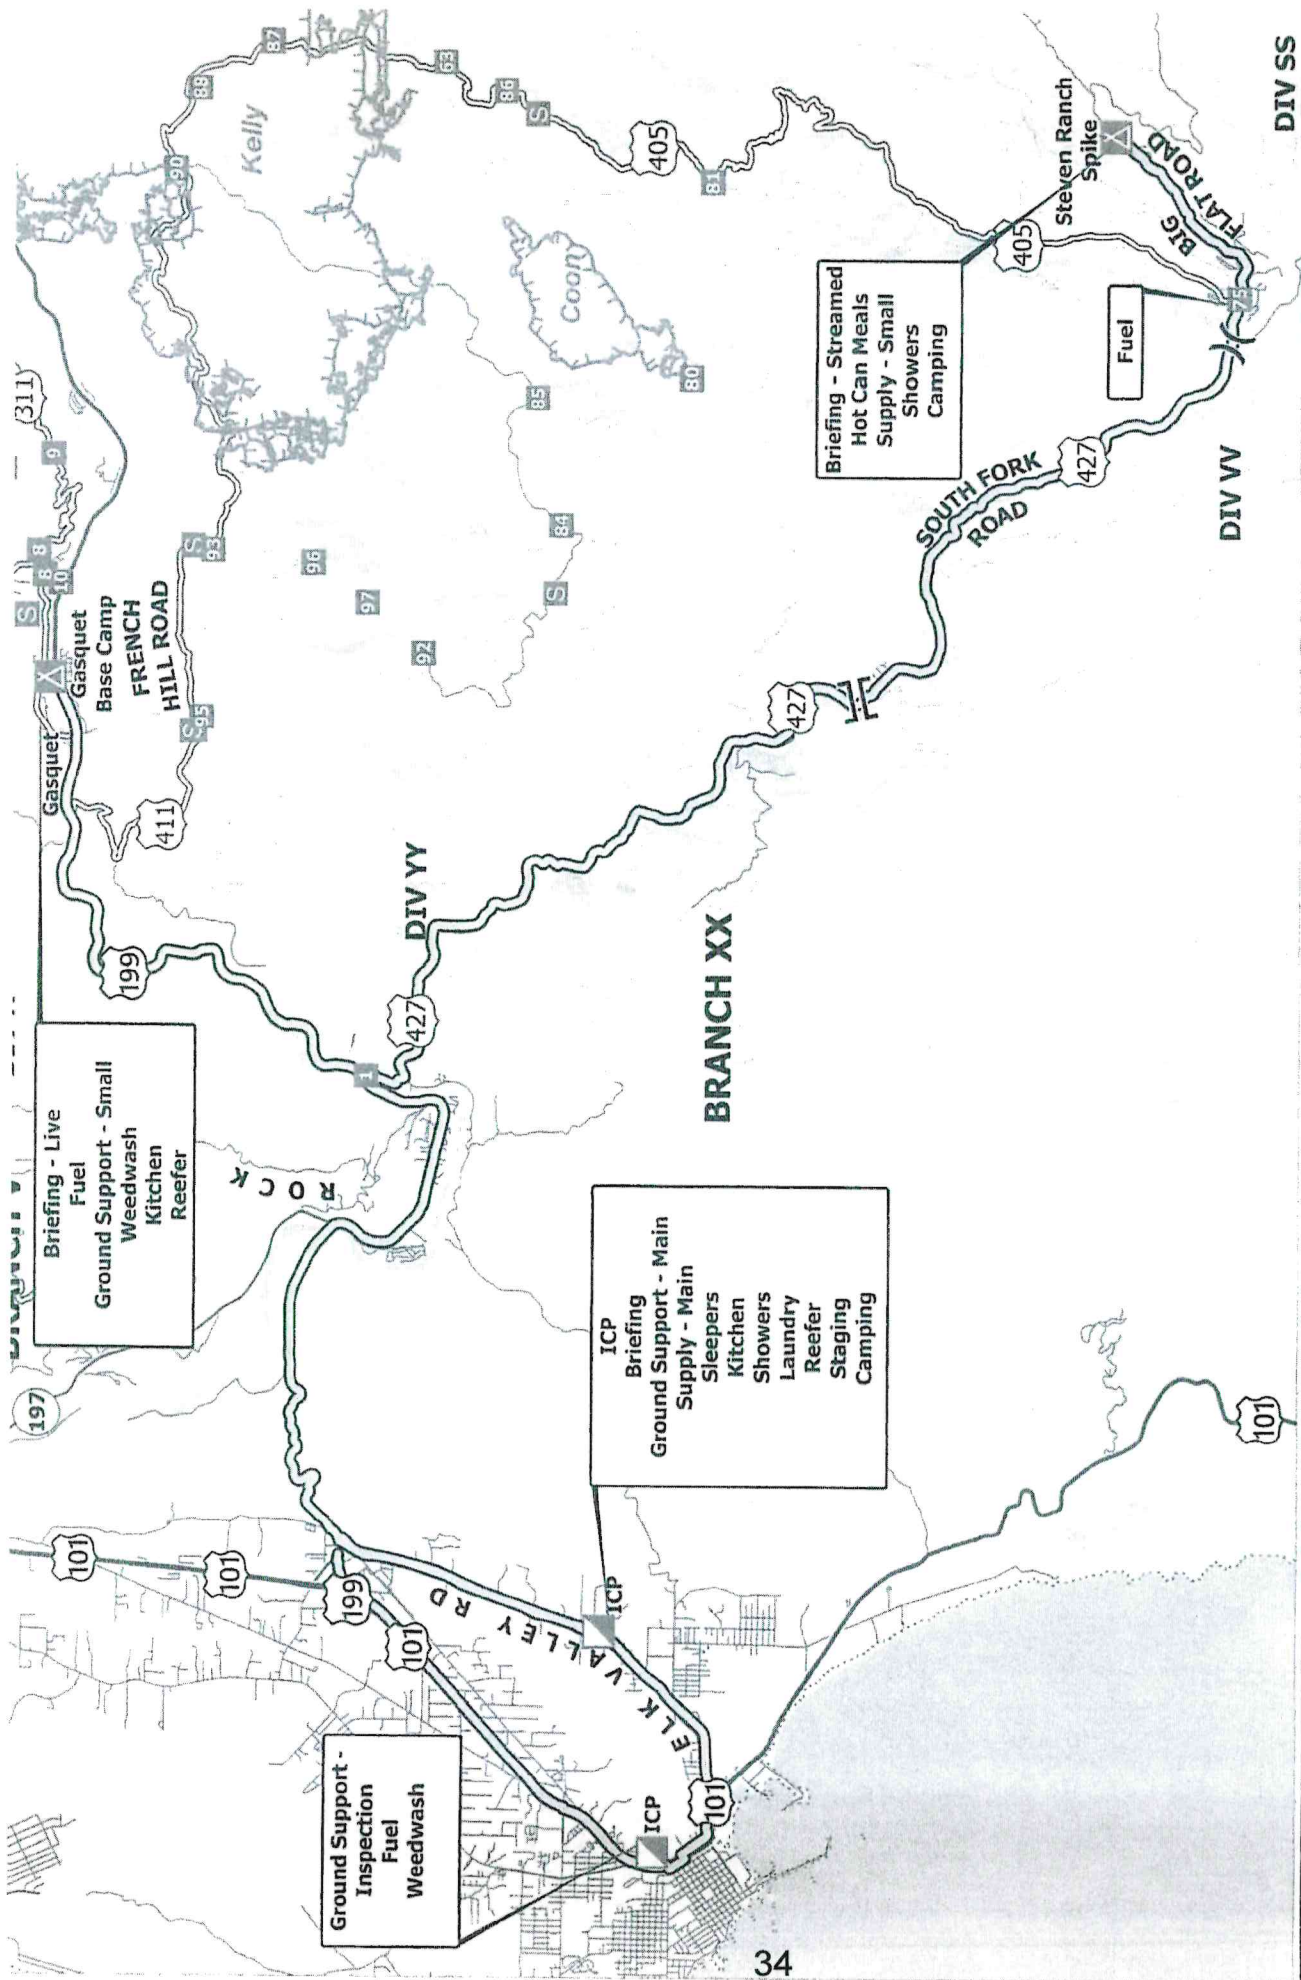 Briefing - Live
Fuel
Ground Support - Small
Weedwash
Kitchen
Reefer
Ground Support -
Inspection
Fuel
Weedwash
ICP
Briefing
Ground Support - Main
Supply - Main
Sleepers
Kitchen
Showers
Laundry
Reefer
Staging
Camping
Briefing - Streamed
Hot Can Meals
Supply - Small
Showers
Camping
Fuel
ICP
ICP
ELK VALLEY RD
101
101
101
101
101
199
199
197
ROCK
1
427
427
427
DIV YY
BRANCH XX
SOUTH FORK
ROAD
DIV VV
DIV SS
BIG
FLAT ROAD
Steven Ranch
Spike
405
405
Gasquet
Gasquet
Base Camp
FRENCH
HILL ROAD
411
311
S
8
8
10
9
S
95
S
93
96
97
92
S
84
85
80
81
S
86
63
87
88
90
Kelly
Coon
34